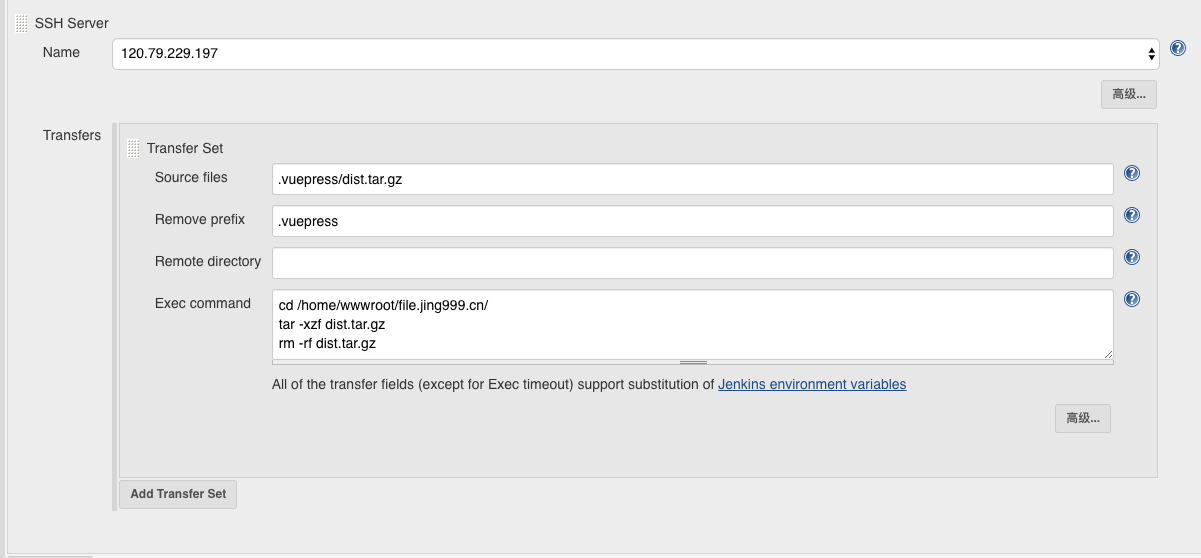 SSH Server
Name
120.79.229.197
高级...
Transfers
Transfer Set
Source files
.vuepress/dist.tar.gz
Remove prefix
.vuepress
Remote directory
Exec command
cd /home/wwwroot/file.jing999.cn/
tar -xzf dist.tar.gz
rm -rf dist.tar.gz
All of the transfer fields (except for Exec timeout) support substitution of Jenkins environment variables
高级...
Add Transfer Set